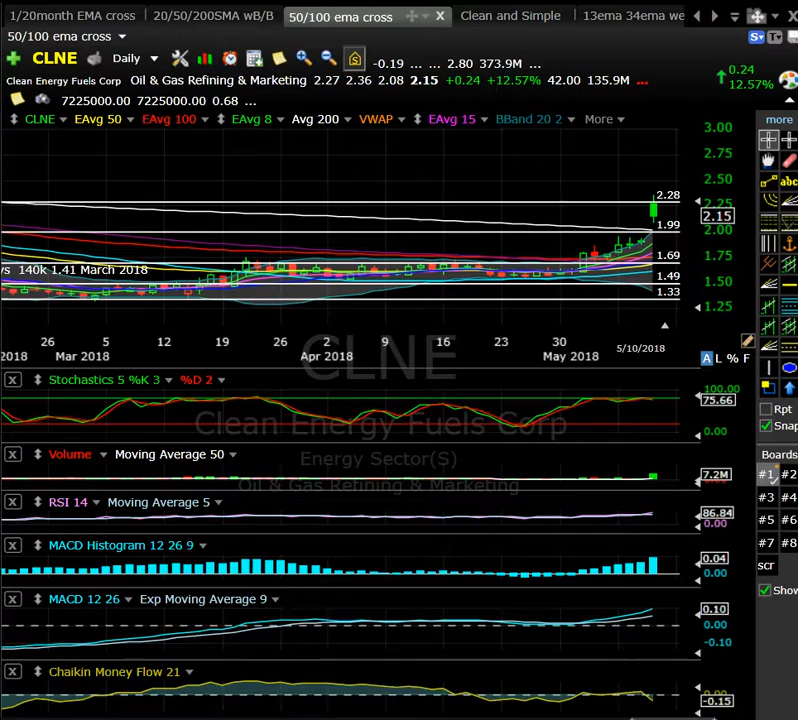 1/20month EMA cross 20/50/200SMA wB/B 50/100 ema cross X Clean and Simple 13ema 34ema we
50/100 ema cross
CLNE Daily -0.19 ... ... 2.80 373.9M ...
Clean Energy Fuels Corp Oil & Gas Refining & Marketing 2.27 2.36 2.08 2.15 +0.24 +12.57% 42.00 135.9M ...
0.24
12.57%
7225000.00 7225000.00 0.68 ...
CLNE EAvg 50 EAvg 100 EAvg 8 Avg 200 VWAP EAvg 15 BBand 20 2 More
more
3.00
2.75
2.50
2.28
2.25
2.15
2.00
1.99
1.75
1.69
140k 1.41 March 2018
1.49
1.50
1.33
1.25
abc
26 5 12 19 26 2 9 16 23 30
2018 Mar 2018 Apr 2018 May 2018 5/10/2018
A L % F
CLNE
Clean Energy Fuels Corp
Energy Sector(S)
Oil & Gas Refining & Marketing
X Stochastics 5 %K 3 %D 2
100.00
75.66
0.00
X Volume Moving Average 50
7.2M
X RSI 14 Moving Average 5
86.84
0.00
X MACD Histogram 12 26 9
0.04
0.00
X MACD 12 26 Exp Moving Average 9
0.10
0.00
-0.10
X Chaikin Money Flow 21
-0.15
Rpt
Snap
Boards
#1 #2
#3 #4
#5 #6
#7 #8
scr
Show